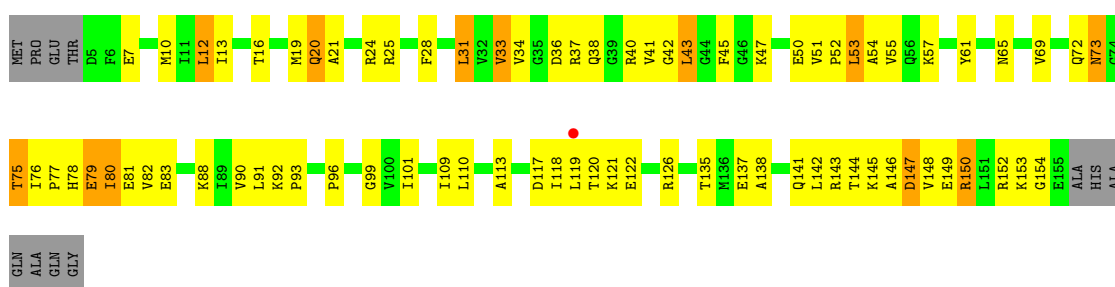 MET PRO GLU THR D5 F6 E7 M10 I11 L12 I13 T16 M19 Q20 A21 R24 R25 F28 L31 V32 V33 V34 G35 D36 R37 Q38 G39 R40 V41 G42 L43 G44 F45 G46 K47 E50 V51 P52 L53 A54 V55 Q56 K57 Y61 N65 V69 Q72 N73 G74
T75 I76 P77 H78 E79 I80 E81 V82 E83 K88 I89 V90 L91 K92 P93 P96 G99 V100 I101 I109 L110 A113 D117 I118 L119 T120 K121 E122 R126 T135 M136 E137 A138 Q141 L142 R143 T144 K145 A146 D147 V148 E149 R150 L151 R152 K153 G154 E155 ALA HIS ALA
GLN ALA GLN GLY